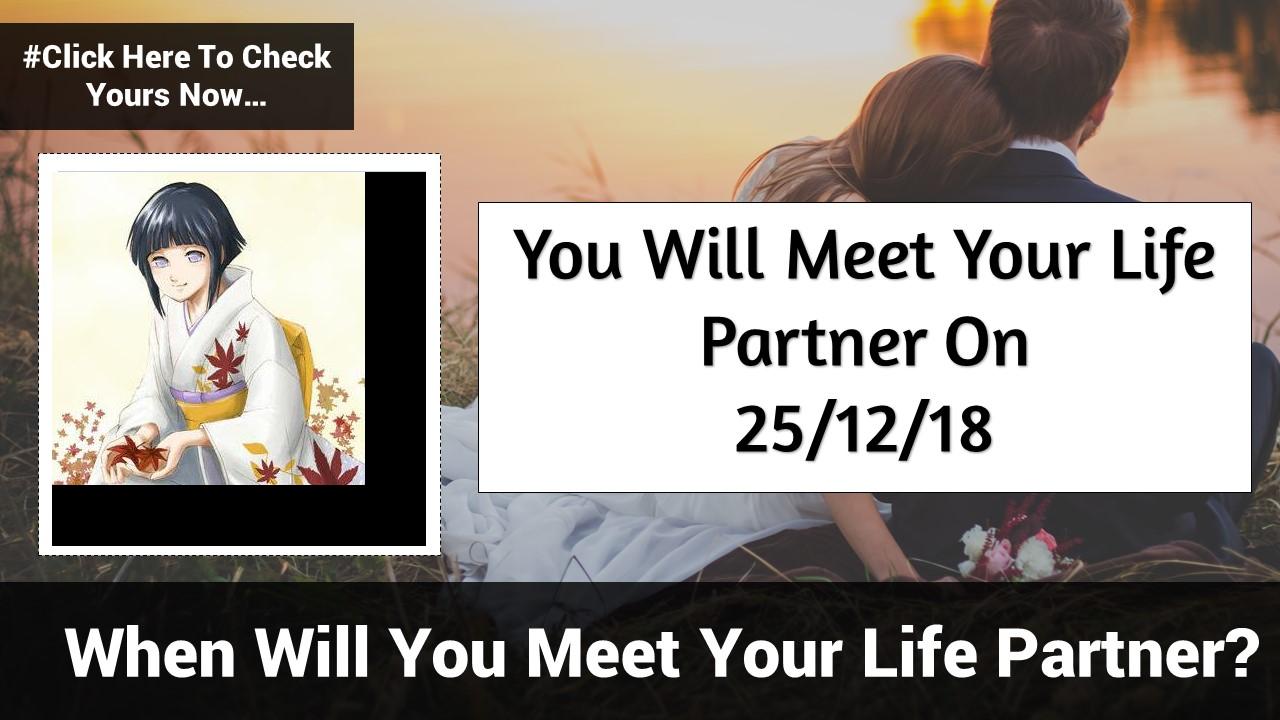 #Click Here To Check
Yours Now...
You Will Meet Your Life
Partner On
25/12/18
When Will You Meet Your Life Partner?